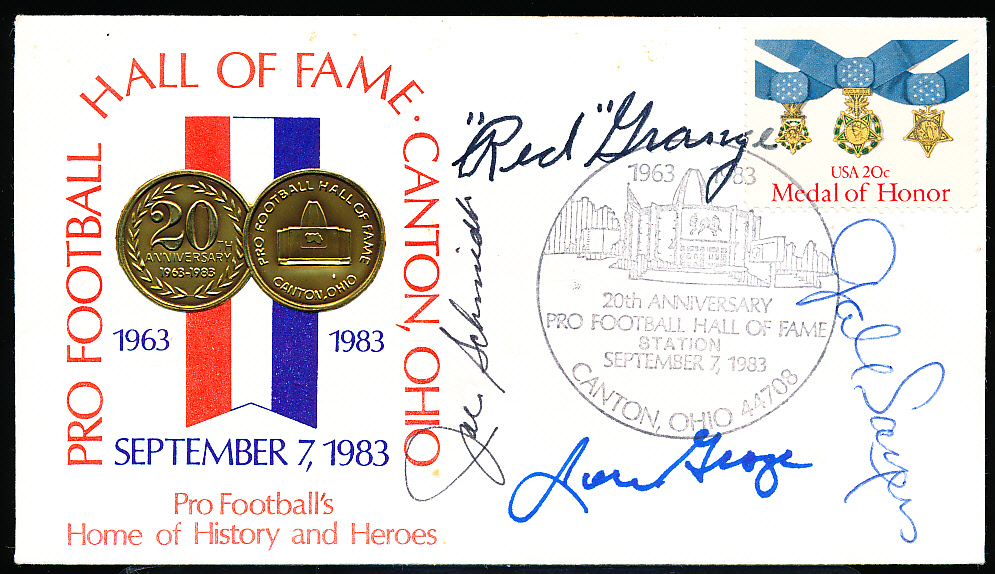 PRO FOOTBALL HALL OF FAME · CANTON, OHIO
20TH
ANNIVERSARY
1963-1983
PRO FOOTBALL HALL OF FAME
CANTON, OHIO
1963 1983
SEPTEMBER 7, 1983
Pro Football's
Home of History and Heroes
"Red" Grange
Joe Schmidt
USA 20c
Medal of Honor
1963 1983
20th ANNIVERSARY
PRO FOOTBALL HALL OF FAME
STATION
SEPTEMBER 7, 1983
CANTON, OHIO 44708
Lou Groza
Gale Sayers